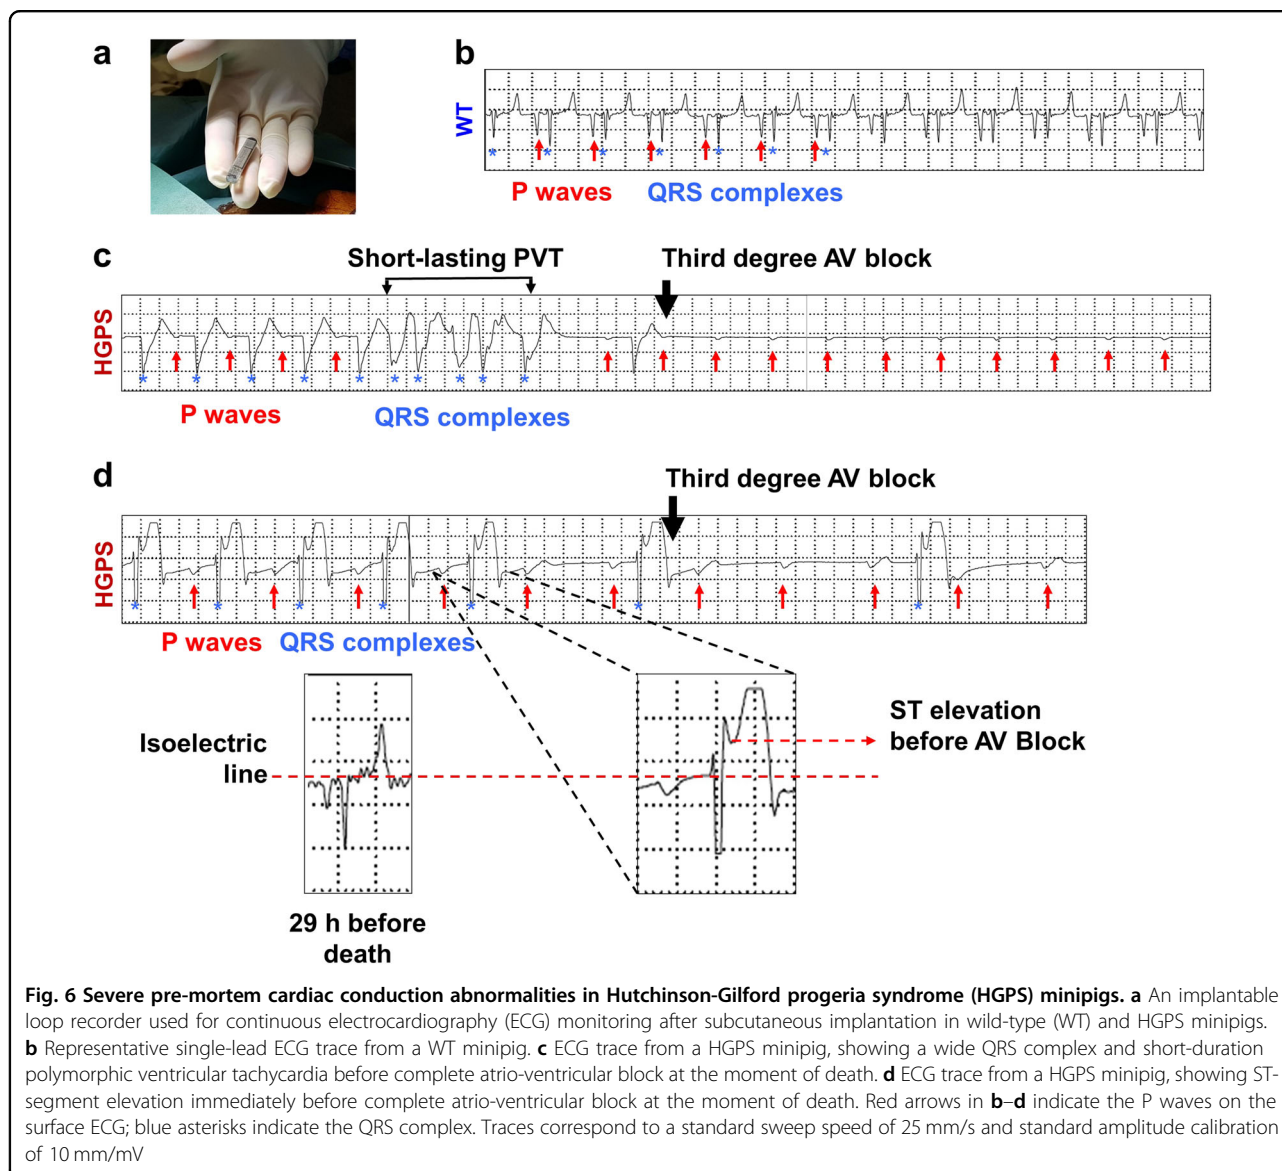 a
b
WT
* * * * * * *
P waves
QRS complexes
c
Short-lasting PVT
Third degree AV block
HGPS
* * * * * * * * * *
P waves
QRS complexes
d
Third degree AV block
HGPS
* * * * * * *
P waves
QRS complexes
Isoelectric
line
ST elevation
before AV Block
29 h before
death
Fig. 6 Severe pre-mortem cardiac conduction abnormalities in Hutchinson-Gilford progeria syndrome (HGPS) minipigs. a An implantable
loop recorder used for continuous electrocardiography (ECG) monitoring after subcutaneous implantation in wild-type (WT) and HGPS minipigs.
b Representative single-lead ECG trace from a WT minipig. c ECG trace from a HGPS minipig, showing a wide QRS complex and short-duration
polymorphic ventricular tachycardia before complete atrio-ventricular block at the moment of death. d ECG trace from a HGPS minipig, showing ST-
segment elevation immediately before complete atrio-ventricular block at the moment of death. Red arrows in b–d indicate the P waves on the
surface ECG; blue asterisks indicate the QRS complex. Traces correspond to a standard sweep speed of 25 mm/s and standard amplitude calibration
of 10 mm/mV